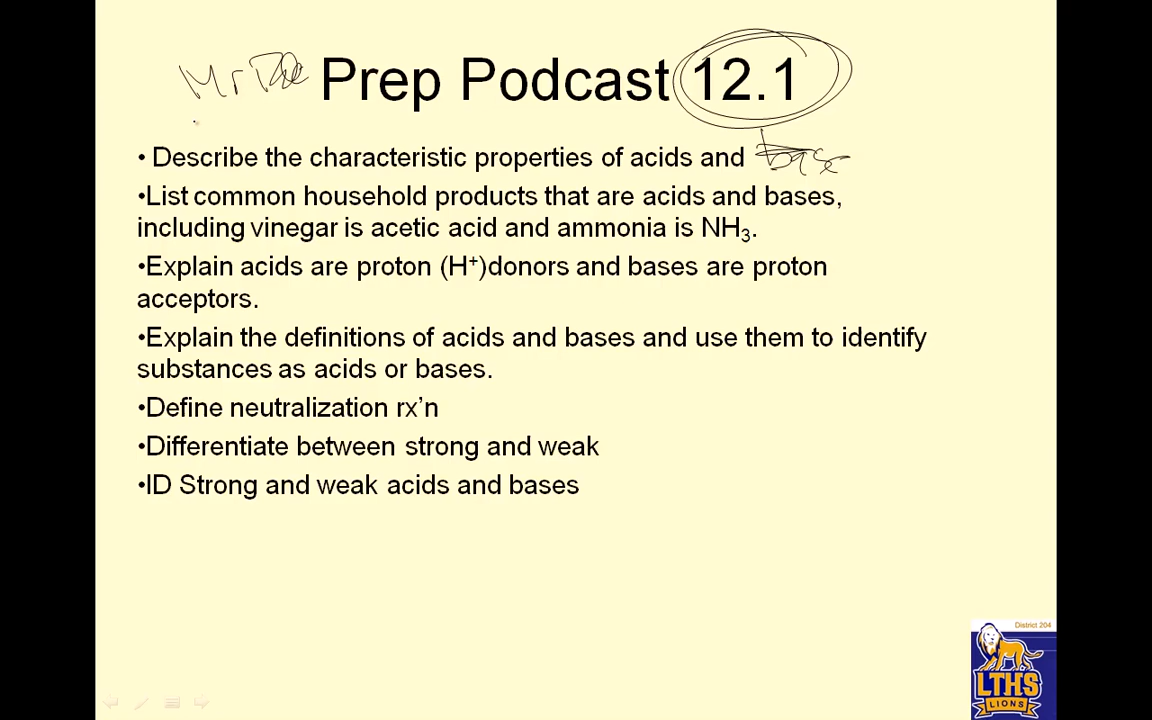 Mr Prep Podcast 12.1
• Describe the characteristic properties of acids and base
•List common household products that are acids and bases,
including vinegar is acetic acid and ammonia is NH₃.
•Explain acids are proton (H⁺)donors and bases are proton
acceptors.
•Explain the definitions of acids and bases and use them to identify
substances as acids or bases.
•Define neutralization rx’n
•Differentiate between strong and weak
•ID Strong and weak acids and bases
District 204
LTHS
LIONS